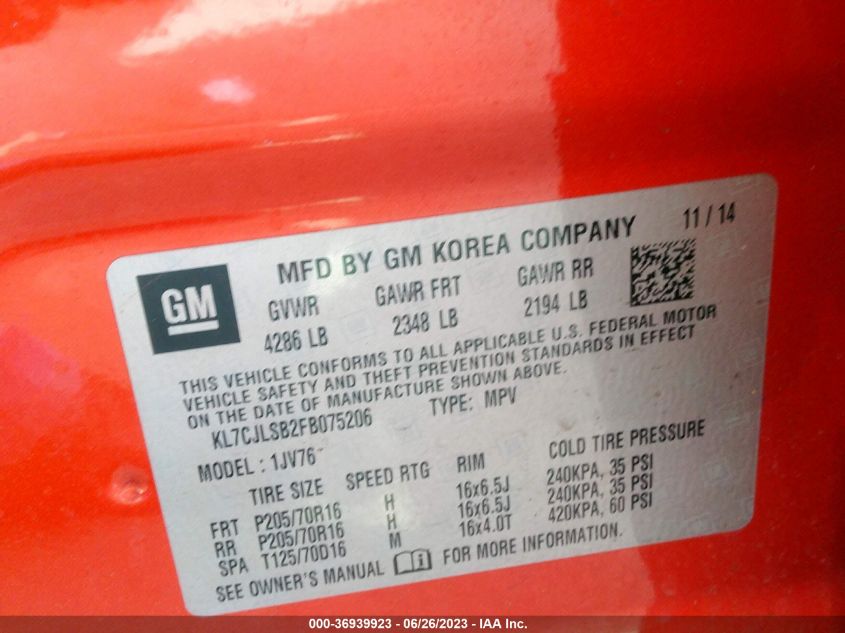 MFD BY GM KOREA COMPANY 11 / 14
GM
GVWR GAWR FRT GAWR RR
4286 LB 2348 LB 2194 LB
THIS VEHICLE CONFORMS TO ALL APPLICABLE U.S. FEDERAL MOTOR
VEHICLE SAFETY AND THEFT PREVENTION STANDARDS IN EFFECT
ON THE DATE OF MANUFACTURE SHOWN ABOVE.
KL7CJLSB2FB075206 TYPE: MPV
MODEL : 1JV76
TIRE SIZE SPEED RTG RIM COLD TIRE PRESSURE
FRT P205/70R16 H 16x6.5J 240KPA, 35 PSI
RR P205/70R16 H 16x6.5J 240KPA, 35 PSI
SPA T125/70D16 M 16x4.0T 420KPA, 60 PSI
SEE OWNER'S MANUAL i FOR MORE INFORMATION.
000-36939923 - 06/26/2023 - IAA Inc.